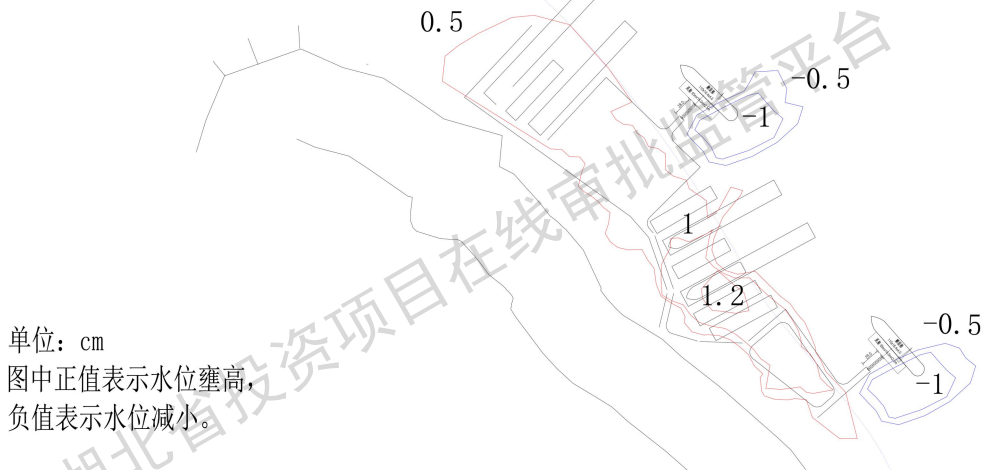 0.5
-0.5
-1
1
1.2
-0.5
-1
单位：cm
图中正值表示水位壅高，
负值表示水位减小。
湖北省投资项目在线审批监管平台